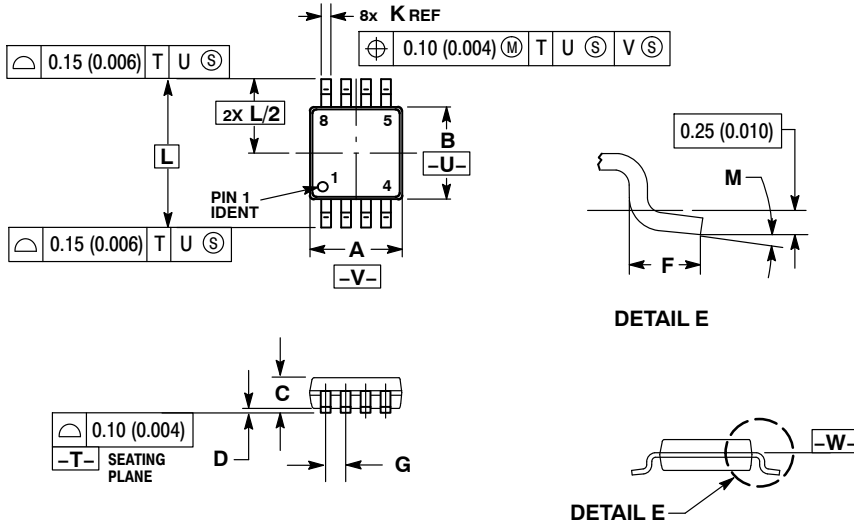 8x K REF
⌖ 0.10 (0.004) Ⓜ T U Ⓢ V Ⓢ
⌓ 0.15 (0.006) T U Ⓢ
2X L/2
L
8 5
B
–U–
1
4
PIN 1
IDENT
⌓ 0.15 (0.006) T U Ⓢ
A
–V–
0.25 (0.010)
M
F
DETAIL E
C
⌓ 0.10 (0.004)
–T– SEATING
PLANE
D
G
–W–
DETAIL E